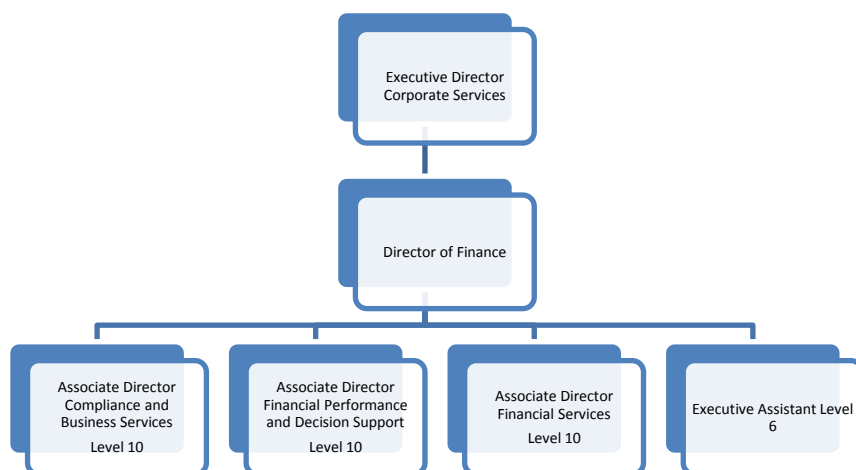 Executive Director
Corporate Services
Director of Finance
Associate Director
Compliance and
Business Services
Level 10
Associate Director
Financial Performance
and Decision Support
Level 10
Associate Director
Financial Services
Level 10
Executive Assistant Level
6